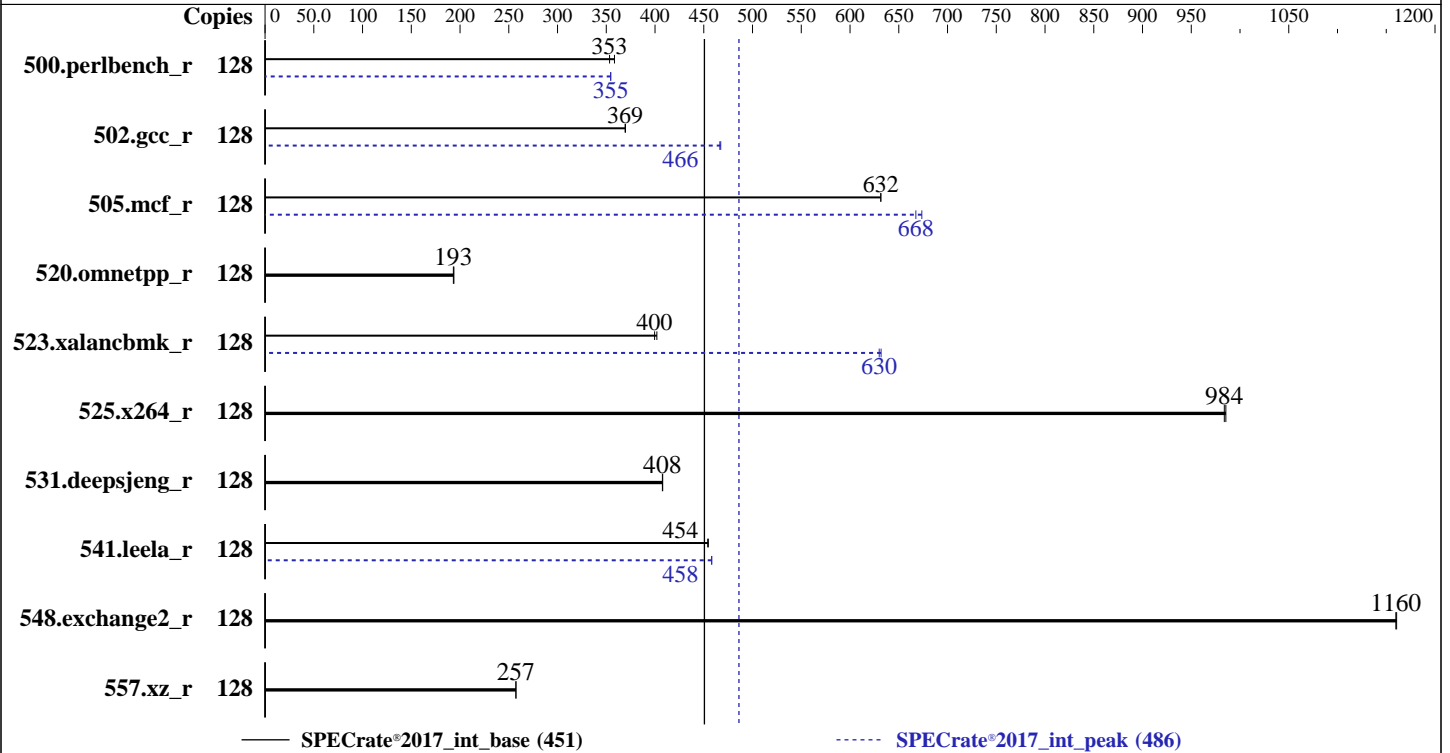 Copies 0 50.0 100 150 200 250 300 350 400 450 500 550 600 650 700 750 800 850 900 950 1050 1200
353
500.perlbench_r 128
355
369
502.gcc_r 128
466
632
505.mcf_r 128
668
193
520.omnetpp_r 128
400
523.xalancbmk_r 128
630
984
525.x264_r 128
408
531.deepsjeng_r 128
454
541.leela_r 128
458
1160
548.exchange2_r 128
257
557.xz_r 128
SPECrate®2017_int_base (451) SPECrate®2017_int_peak (486)